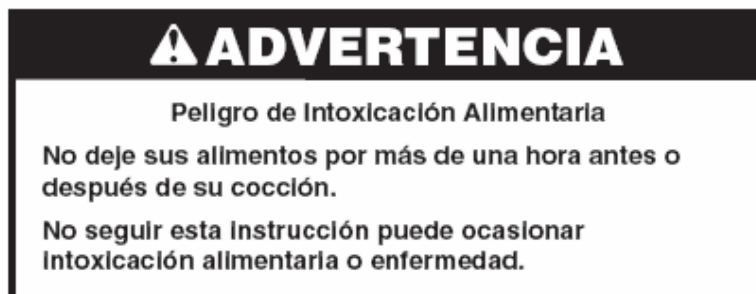 ADVERTENCIA
Peligro de Intoxicación Alimentaria
No deje sus alimentos por más de una hora antes o
después de su cocción.
No seguir esta instrucción puede ocasionar
intoxicación alimentaria o enfermedad.